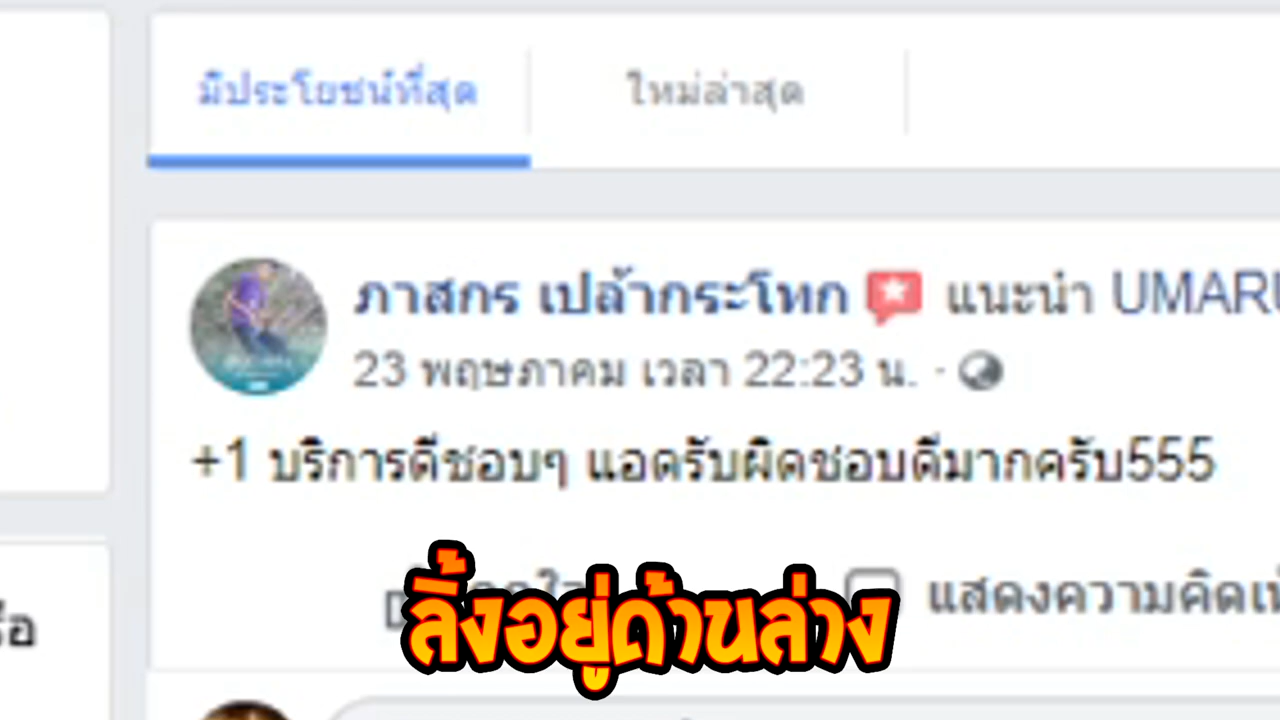 มีประโยชน์ที่สุด ใหม่ล่าสุด
ภาสกร เปล้ากระโทก แนะนำ UMAR
23 พฤษภาคม เวลา 22:23 น. ·
+1 บริการดีชอบๆ แอดรับผิดชอบดีมากครับ555
แสดงความคิดเ
ลิ้งอยู่ด้านล่าง